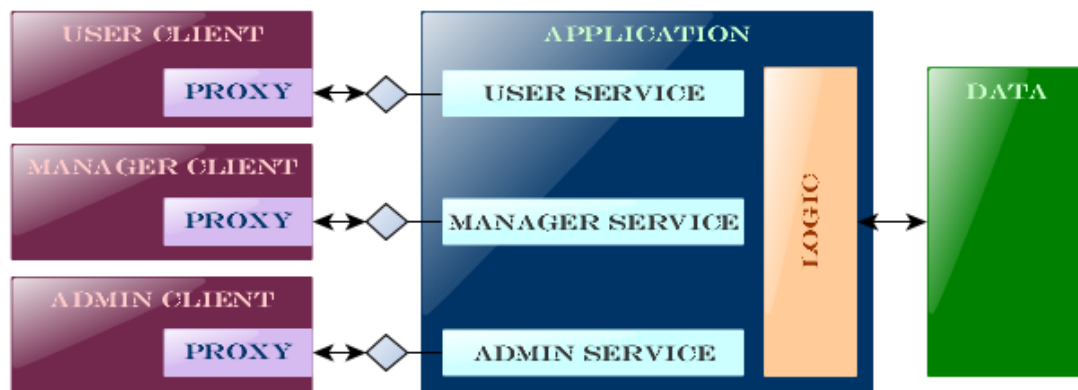 USER CLIENT
PROXY
MANAGER CLIENT
PROXY
ADMIN CLIENT
PROXY
APPLICATION
USER SERVICE
MANAGER SERVICE
ADMIN SERVICE
LOGIC
DATA